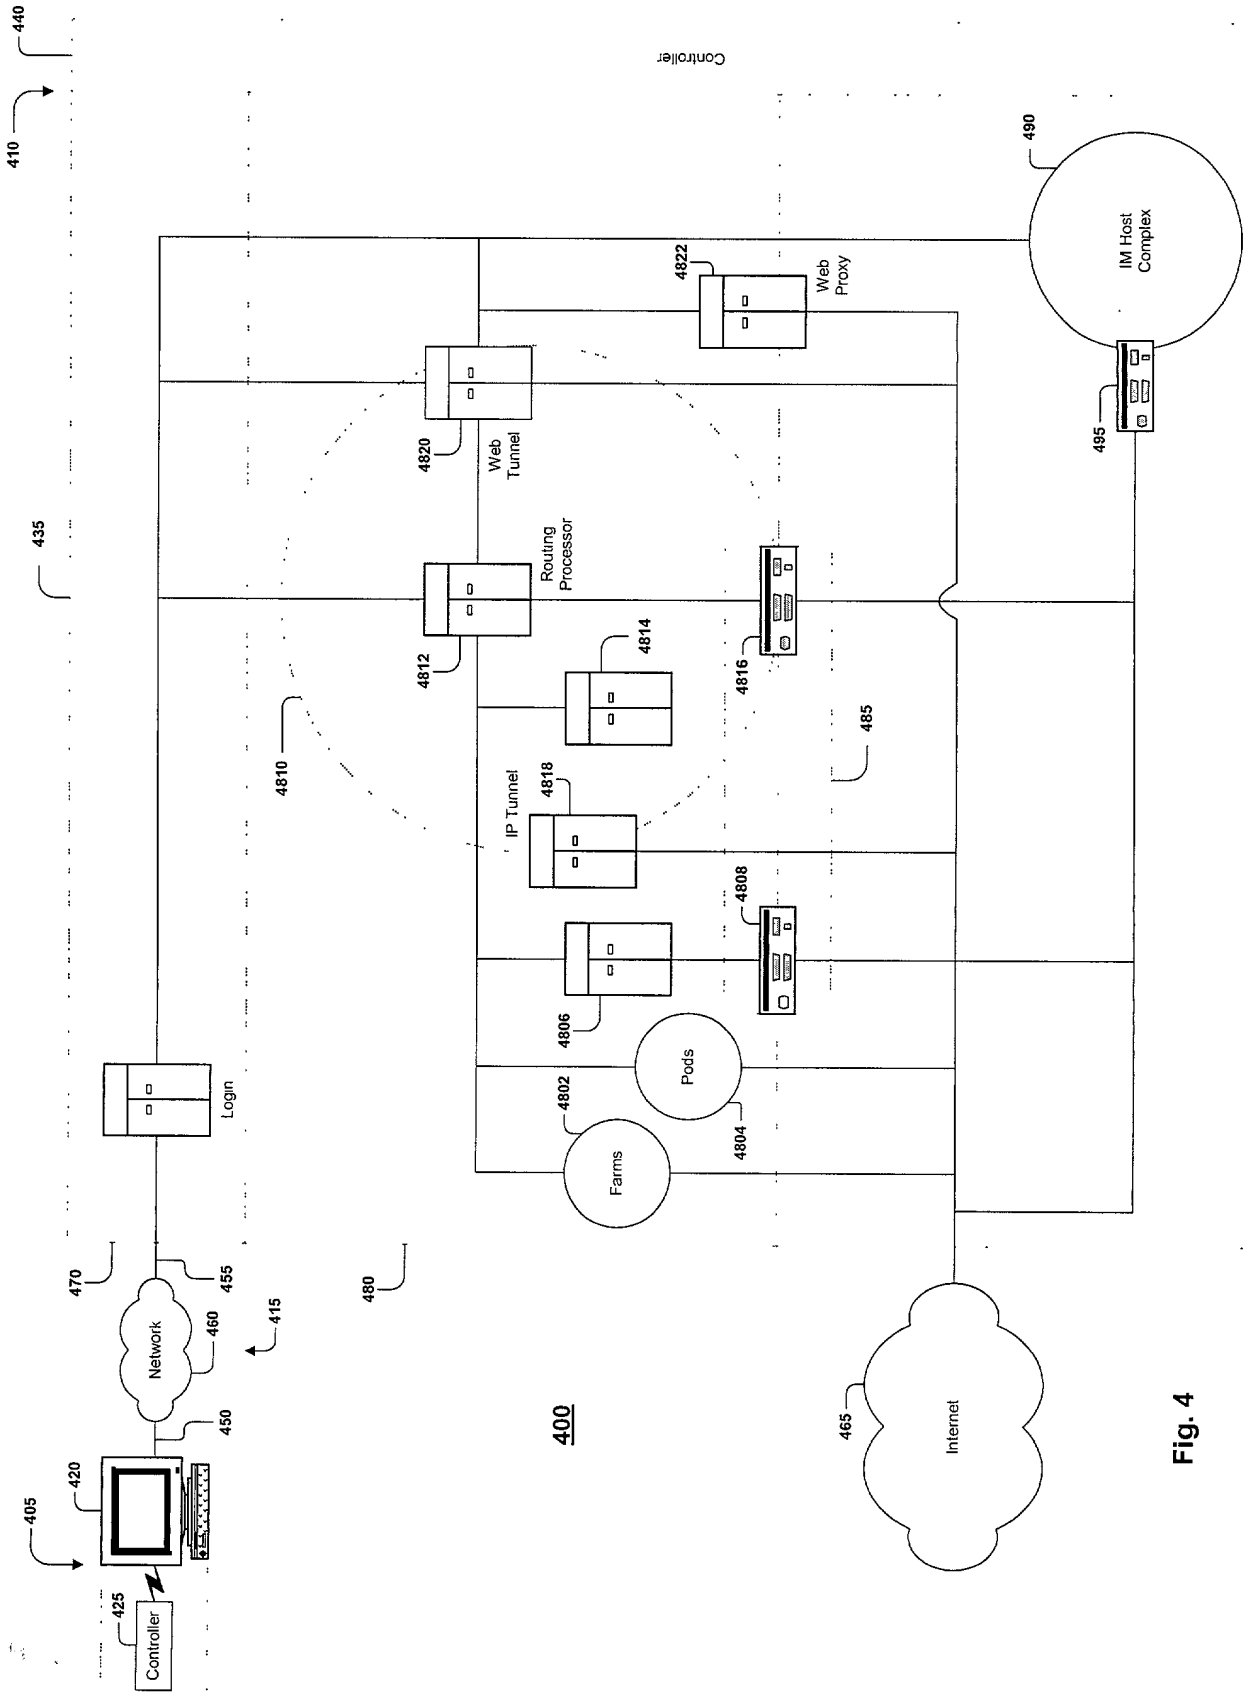 410
440
Controller
435
490
IM Host
Complex
4822
Web
Proxy
4820
Web
Tunnel
495
Routing
Processor
4812
4814
4816
4810
IP Tunnel
4818
485
4808
4806
Login
Pods
4802
4804
Farms
470
455
480
Network
460
415
450
420
405
425
Controller
400
465
Internet
Fig. 4